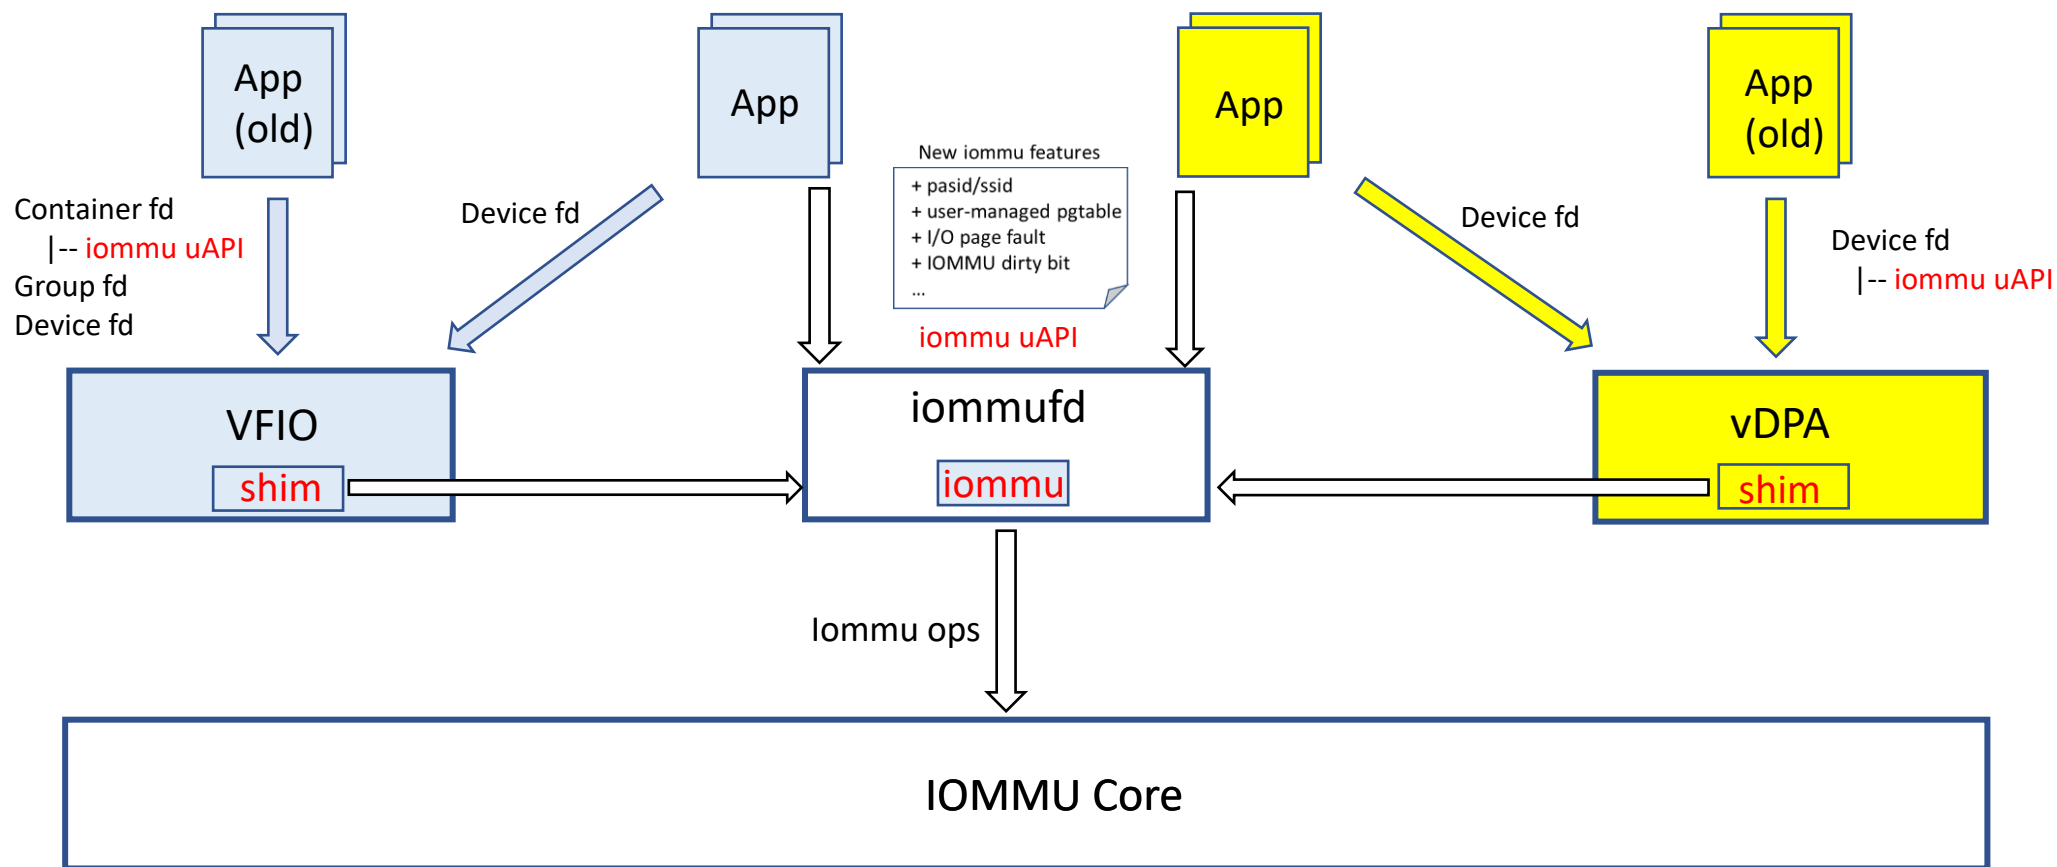 App
(old)
App
App
App
(old)
New iommu features
+ pasid/ssid
+ user-managed pgtable
+ I/O page fault
+ IOMMU dirty bit
...
Container fd
|-- iommu uAPI
Group fd
Device fd
Device fd
Device fd
Device fd
|-- iommu uAPI
iommu uAPI
VFIO
shim
iommufd
iommu
vDPA
shim
Iommu ops
IOMMU Core